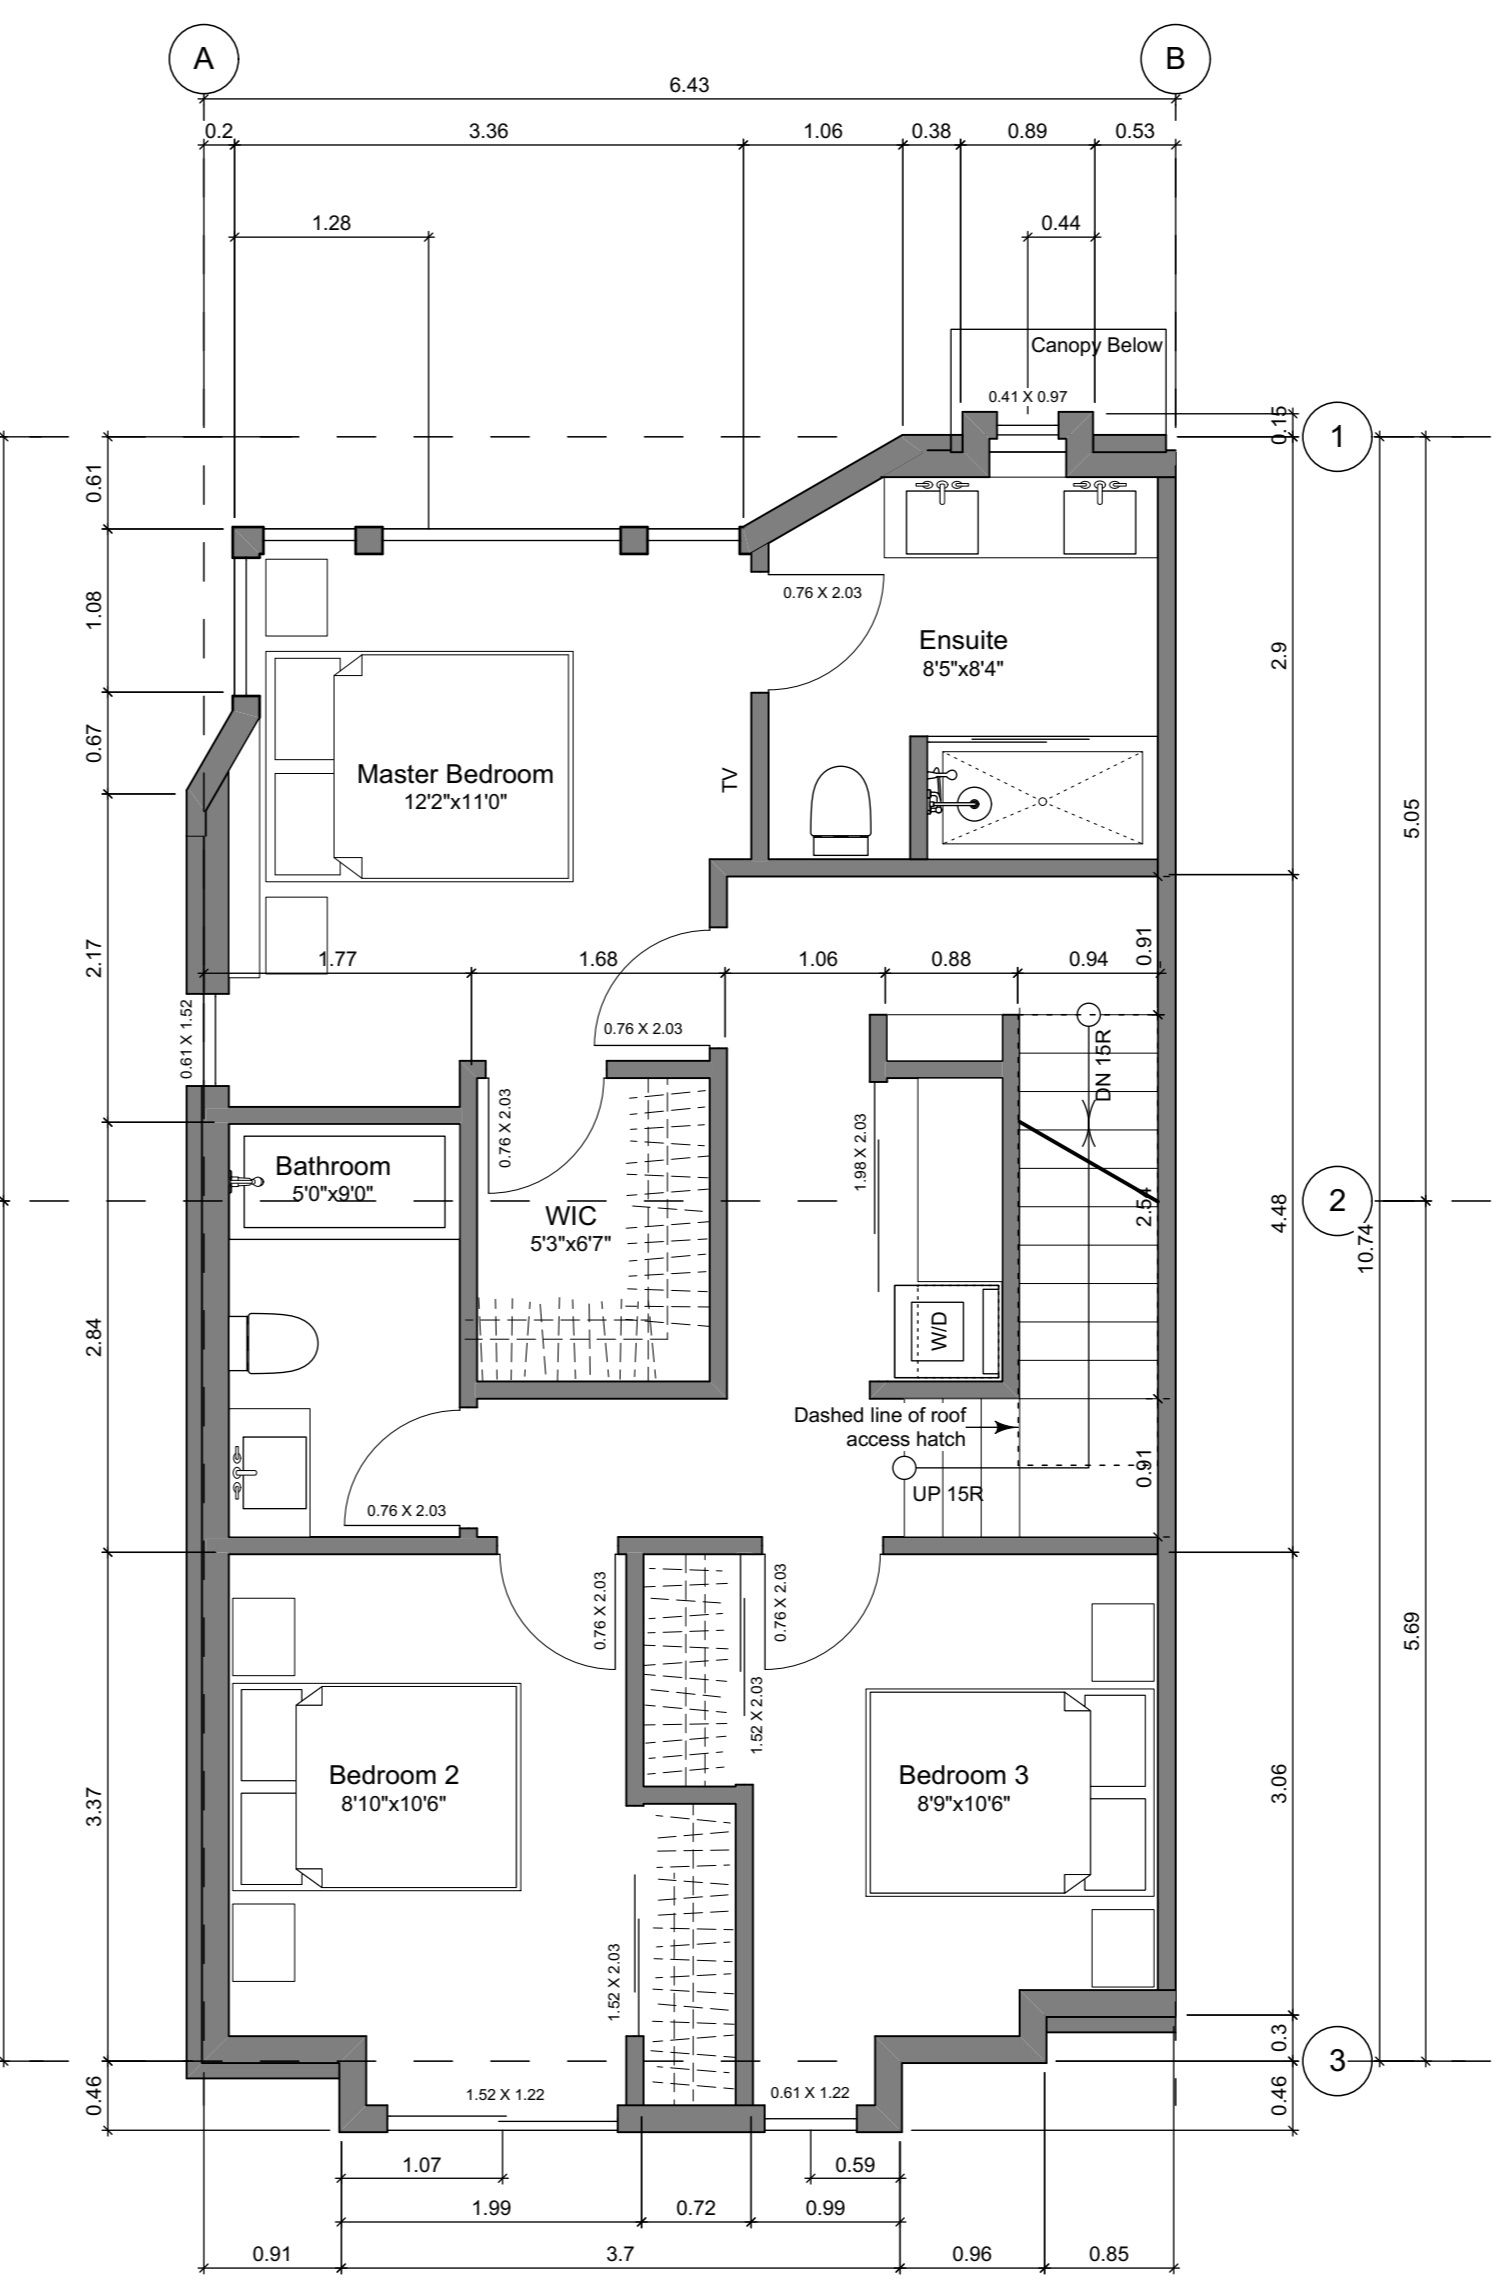 A
B
6.43
0.2
3.36
1.06
0.38
0.89
0.53
1.28
0.44
Canopy Below
0.41 X 0.97
0.15
1
0.61
1.08
0.76 X 2.03
Ensuite
8'5"x8'4"
2.9
0.67
Master Bedroom
12'2"x11'0"
TV
5.05
2.17
1.77
1.68
1.06
0.88
0.94
0.91
0.61 X 1.52
0.76 X 2.03
DN 15R
0.76 X 2.03
1.98 X 2.03
Bathroom
5'0"x9'0"
WIC
5'3"x6'7"
2.54
4.48
2
10.74
2.84
W/D
Dashed line of roof
access hatch
0.91
UP 15R
0.76 X 2.03
0.76 X 2.03
0.76 X 2.03
5.69
1.52 X 2.03
Bedroom 2
8'10"x10'6"
Bedroom 3
8'9"x10'6"
3.37
3.06
1.52 X 2.03
0.3
3
0.46
1.52 X 1.22
0.61 X 1.22
0.46
1.07
0.59
1.99
0.72
0.99
0.91
3.7
0.96
0.85